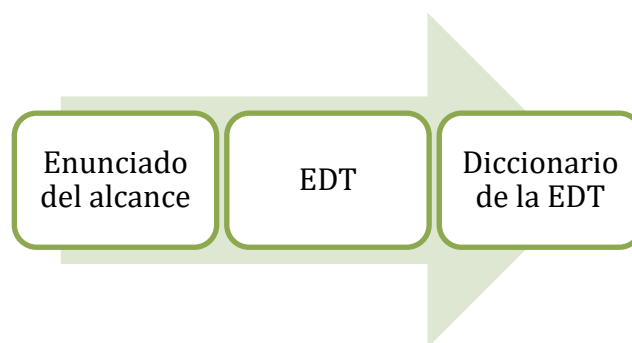 Enunciado
del alcance
EDT
Diccionario
de la EDT